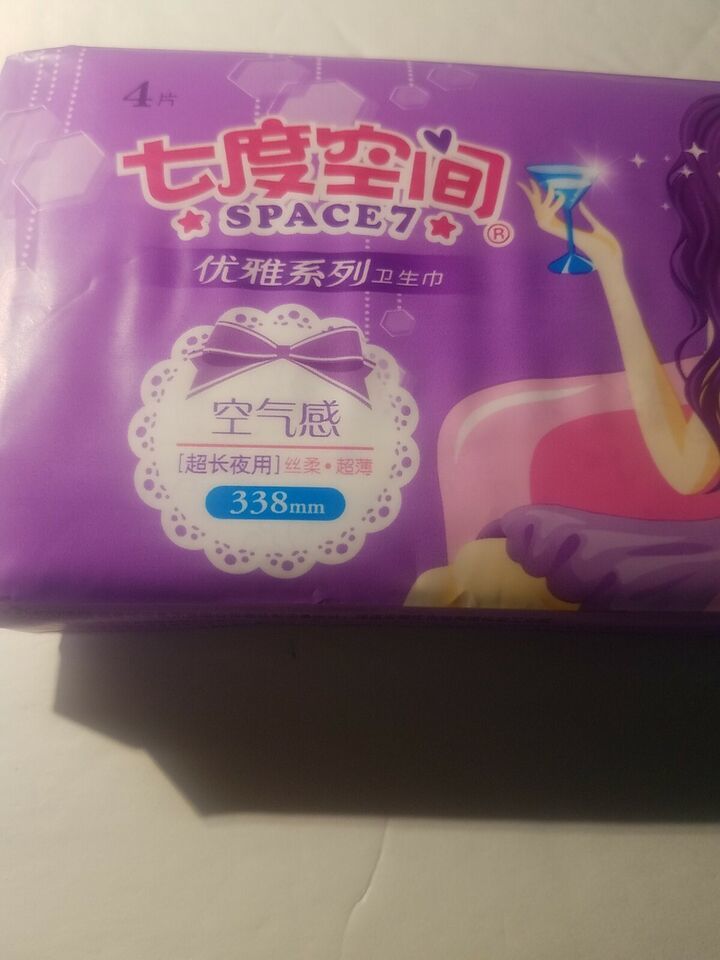 4片
七度空间
SPACE7
®
优雅系列卫生巾
空气感
[超长夜用]丝柔•超薄
338mm